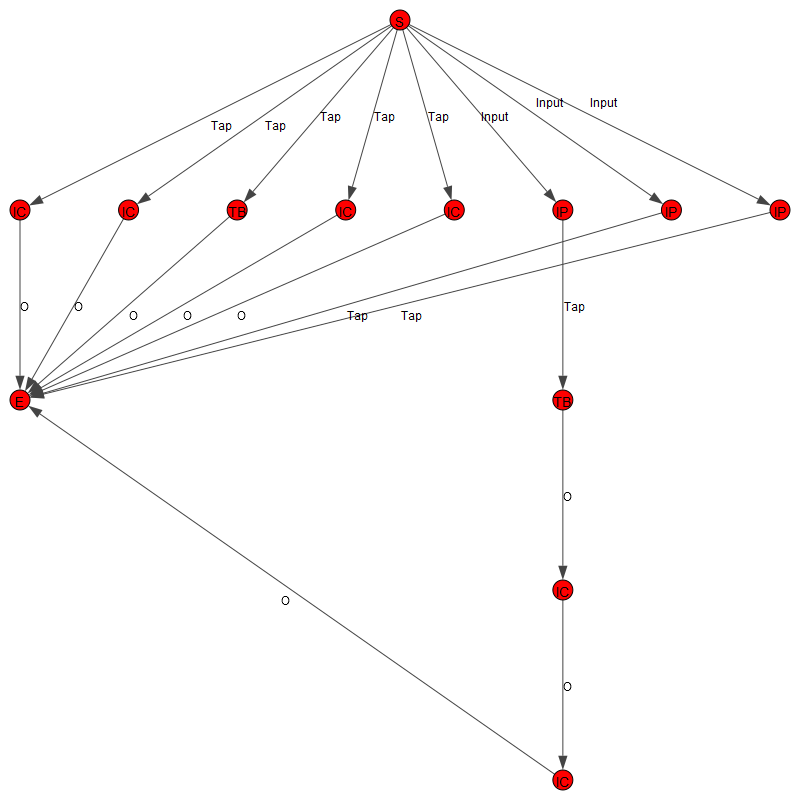 S
Input Input
Tap Tap Tap Input
Tap Tap
IC IC TB IC IC IP IP IP
O O Tap
O O O Tap Tap
E TB
O
IC
O
O
IC